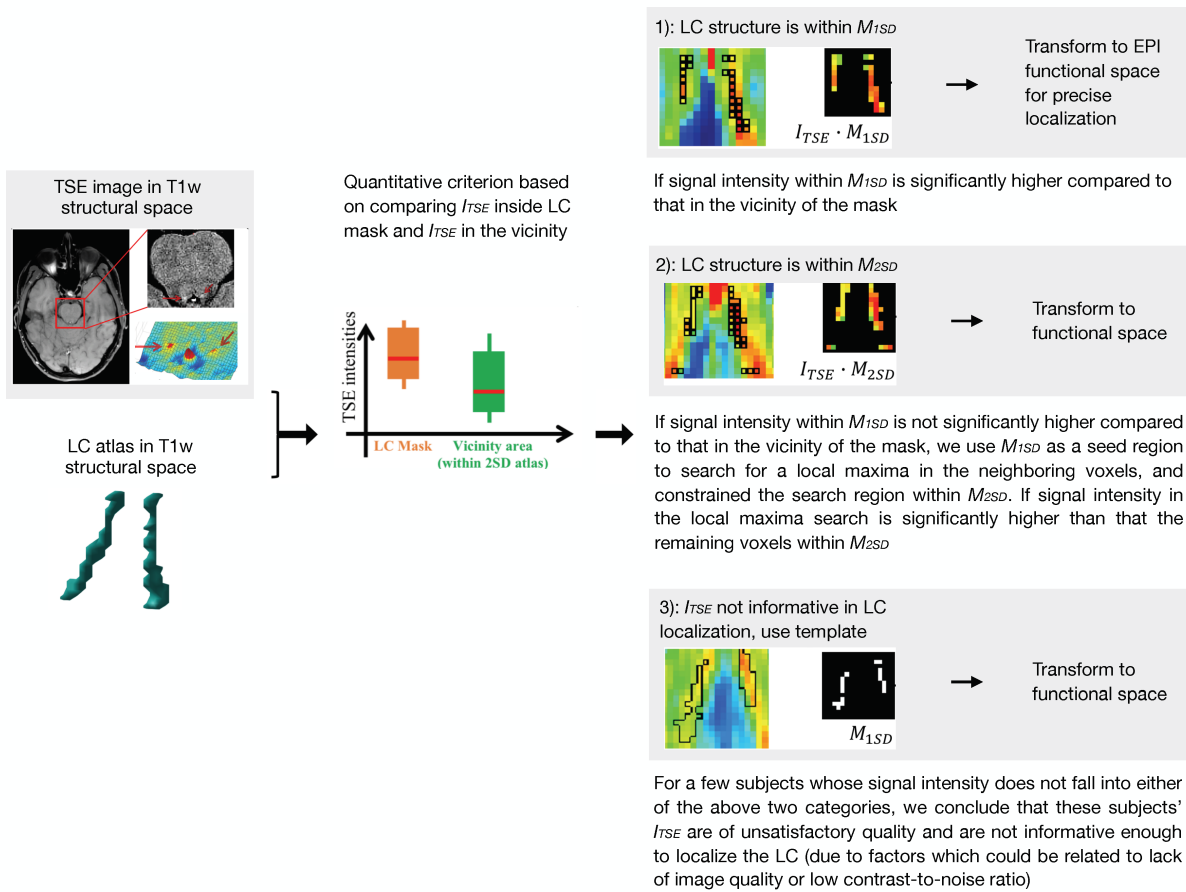 TSE image in T1w
structural space
LC atlas in T1w
structural space
Quantitative criterion based
on comparing ITSE inside LC
mask and ITSE in the vicinity
TSE intensities
LC Mask
Vicinity area
(within 2SD atlas)
1): LC structure is within M1SD
ITSE · M1SD
Transform to EPI
functional space
for precise
localization
If signal intensity within M1SD is significantly higher compared to
that in the vicinity of the mask
2): LC structure is within M2SD
ITSE · M2SD
Transform to
functional space
If signal intensity within M1SD is not significantly higher compared
to that in the vicinity of the mask, we use M1SD as a seed region
to search for a local maxima in the neighboring voxels, and
constrained the search region within M2SD. If signal intensity in
the local maxima search is significantly higher than that the
remaining voxels within M2SD
3): ITSE not informative in LC
localization, use template
M1SD
Transform to
functional space
For a few subjects whose signal intensity does not fall into either
of the above two categories, we conclude that these subjects'
ITSE are of unsatisfactory quality and are not informative enough
to localize the LC (due to factors which could be related to lack
of image quality or low contrast-to-noise ratio)